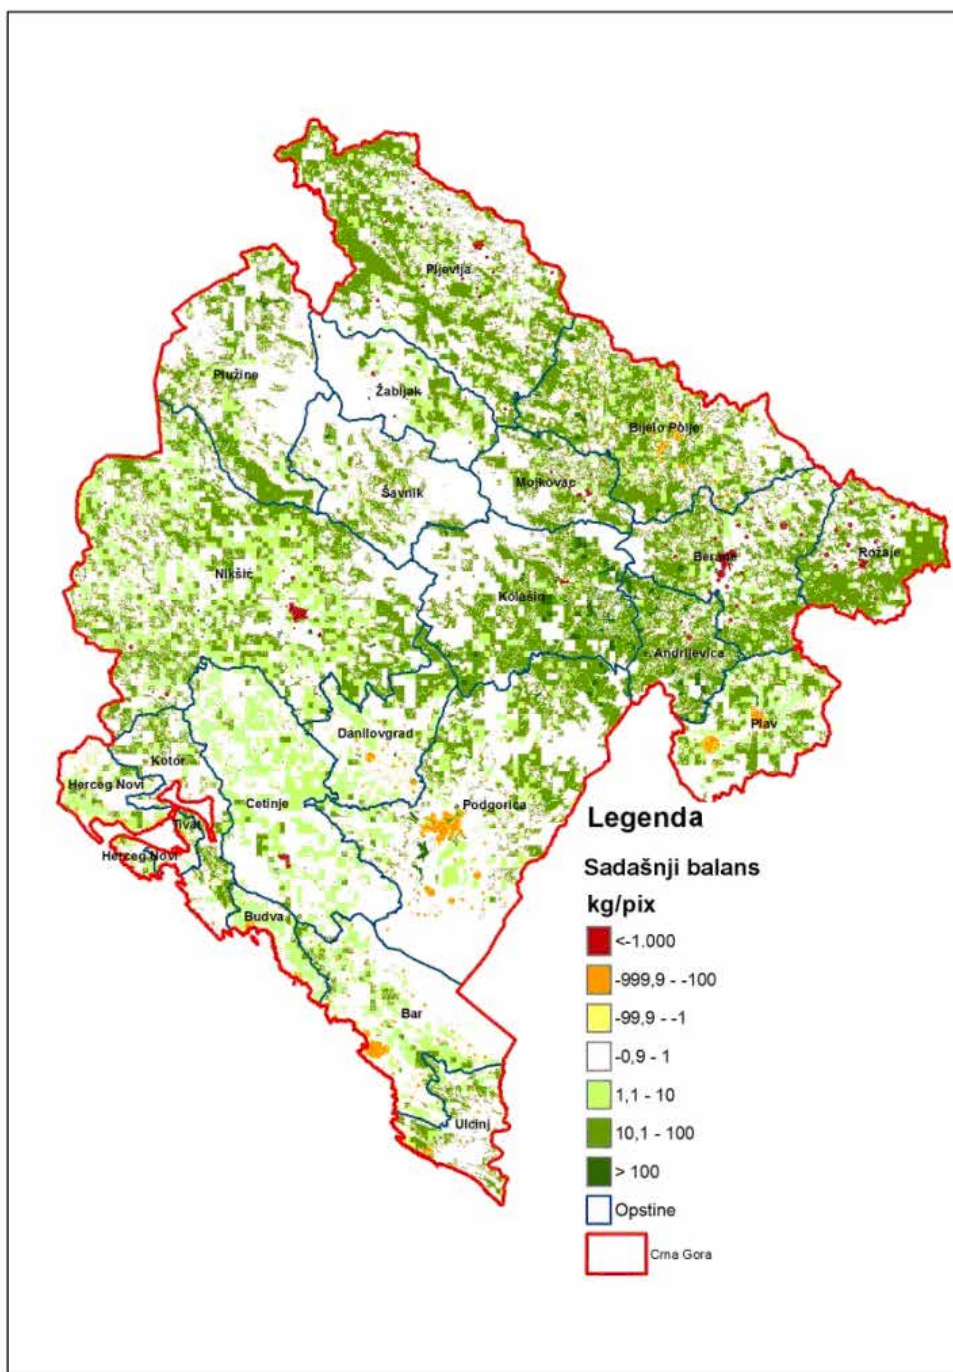 Pljevlja
Plužine
Žabljak
Bijelo Polje
Šavnik
Mojkovac
Nikšić
Berane
Rožaje
Kolašin
Andrijevica
Plav
Danilovgrad
Kotor
Herceg Novi
Cetinje
Podgorica
Tivat
Herceg Novi
Budva
Bar
Ulcinj
Legenda
Sadašnji balans
kg/pix
<-1.000
-999,9 - -100
-99,9 - -1
-0,9 - 1
1,1 - 10
10,1 - 100
> 100
Opstine
Crna Gora